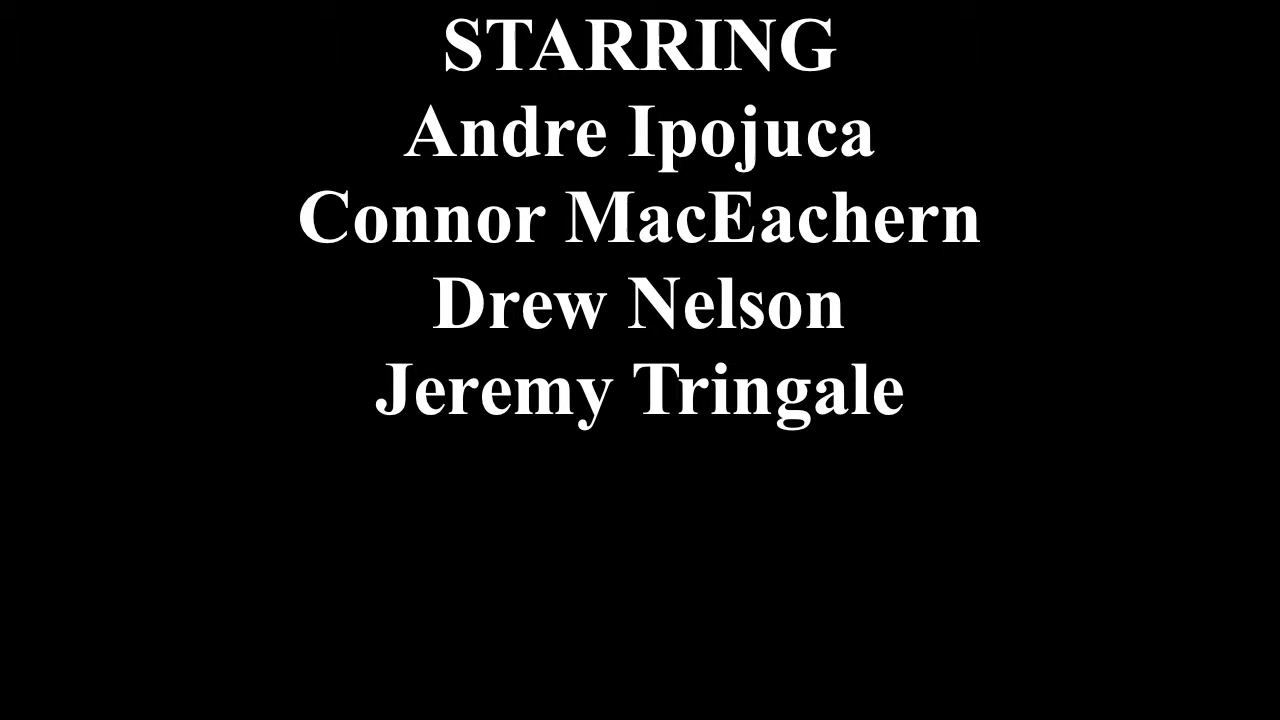 STARRING
Andre Ipojuca
Connor MacEachern
Drew Nelson
Jeremy Tringale